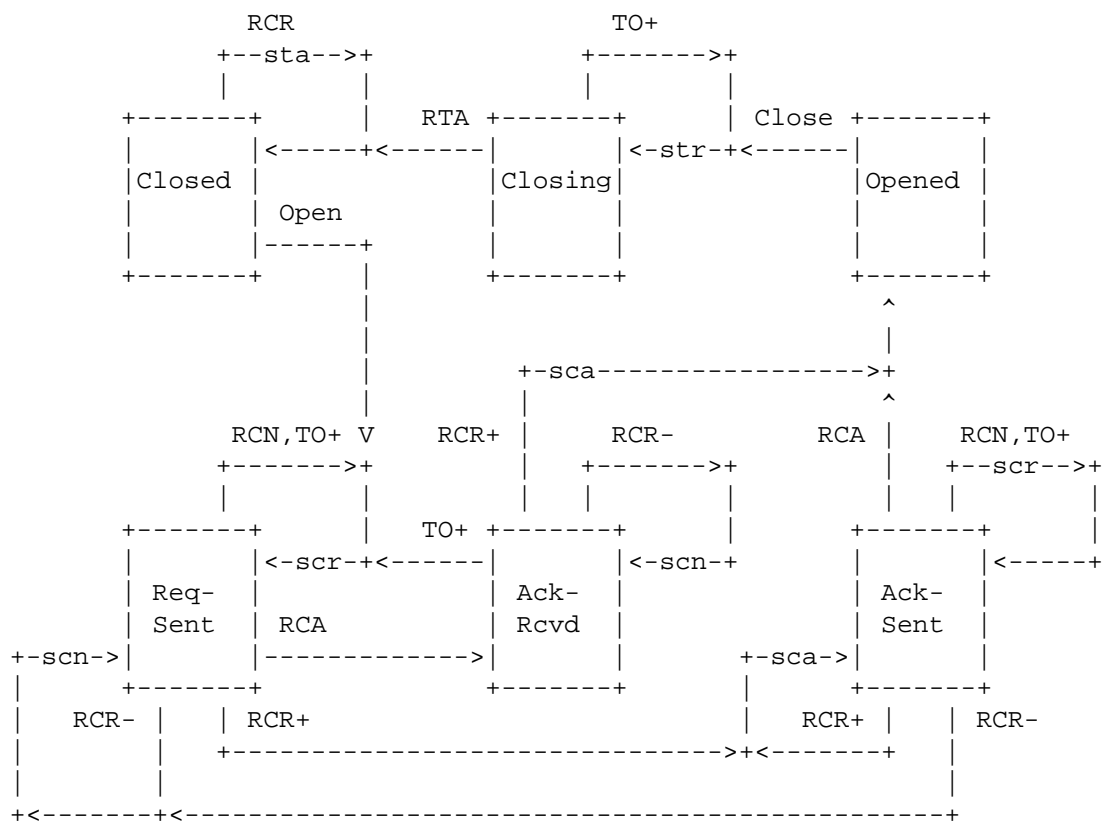 RCR TO+
+--sta-->+ +------->+
| | | |
+-------+ | RTA +-------+ | Close +-------+
| |<-----+<------| |<-str-+<------| |
|Closed | |Closing| |Opened |
| | Open | | | |
| |------+ | | | |
+-------+ | +-------+ +-------+
| ^
| |
| +-sca----------------->+
| | ^
RCN,TO+ V RCR+ | RCR- RCA | RCN,TO+
+------->+ | +------->+ | +--scr-->+
| | | | | | | |
+-------+ | TO+ +-------+ | +-------+ |
| |<-scr-+<------| |<-scn-+ | |<-----+
| Req- | | Ack- | | Ack- |
| Sent | RCA | Rcvd | | Sent |
+-scn->| |------------->| | +-sca->| |
| +-------+ +-------+ | +-------+
| RCR- | | RCR+ | RCR+ | | RCR-
| | +------------------------------->+<-------+ |
| | |
+<-------+<------------------------------------------------+